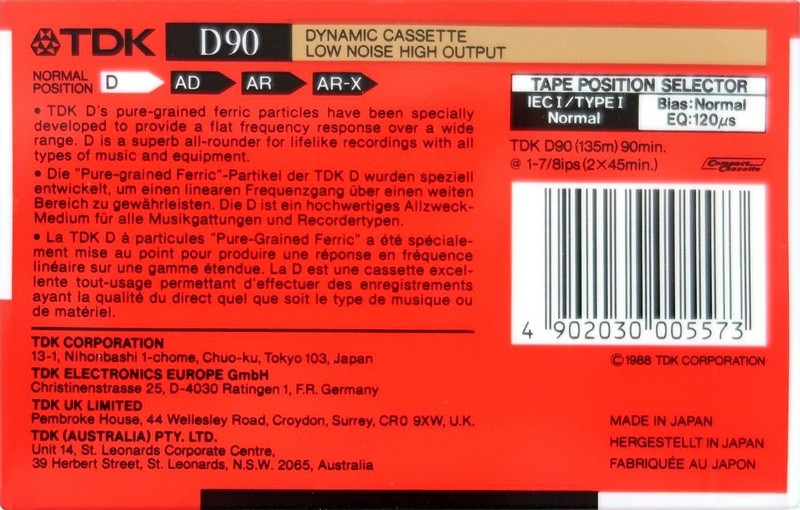 TDK D90 DYNAMIC CASSETTE
LOW NOISE HIGH OUTPUT
NORMAL
POSITION D AD AR AR-X
• TDK D's pure-grained ferric particles have been specially
developed to provide a flat frequency response over a wide
range. D is a superb all-rounder for lifelike recordings with all
types of music and equipment.
• Die "Pure-grained Ferric"-Partikel der TDK D wurden speziell
entwickelt, um einen linearen Frequenzgang über einen weiten
Bereich zu gewährleisten. Die D ist ein hochwertiges Allzweck-
Medium für alle Musikgattungen und Recordertypen.
• La TDK D à particules "Pure-Grained Ferric" a été spéciale-
ment mise au point pour produire une réponse en fréquence
linéaire sur une gamme étendue. La D est une cassette excel-
lente tout-usage permettant d'effectuer des enregistrements
ayant la qualité du direct quel que soit le type de musique ou
de matériel.
TDK CORPORATION
13-1, Nihonbashi 1-chome, Chuo-ku, Tokyo 103, Japan
TDK ELECTRONICS EUROPE GmbH
Christinenstrasse 25, D-4030 Ratingen 1, F.R. Germany
TDK UK LIMITED
Pembroke House, 44 Wellesley Road, Croydon, Surrey, CR0 9XW, U.K.
TDK (AUSTRALIA) PTY. LTD.
Unit 14, St. Leonards Corporate Centre,
39 Herbert Street, St. Leonards, N.S.W. 2065, Australia
TAPE POSITION SELECTOR
IEC I/TYPE I
Normal
Bias:Normal
EQ:120μs
TDK D90 (135m) 90min.
@ 1-7/8ips (2×45min.)
Compact
Cassette
4 902030 005573
©1988 TDK CORPORATION
MADE IN JAPAN
HERGESTELLT IN JAPAN
FABRIQUÉE AU JAPON